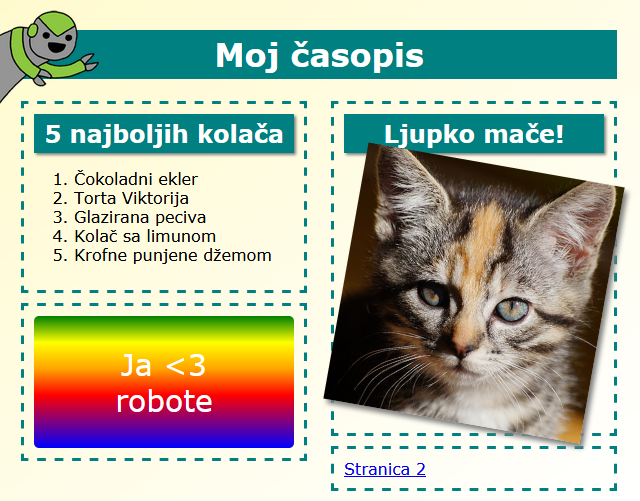 Moj časopis
5 najboljih kolača
1. Čokoladni ekler
2. Torta Viktorija
3. Glazirana peciva
4. Kolač sa limunom
5. Krofne punjene džemom
Ja <3
robote
Ljupko mače!
Stranica 2